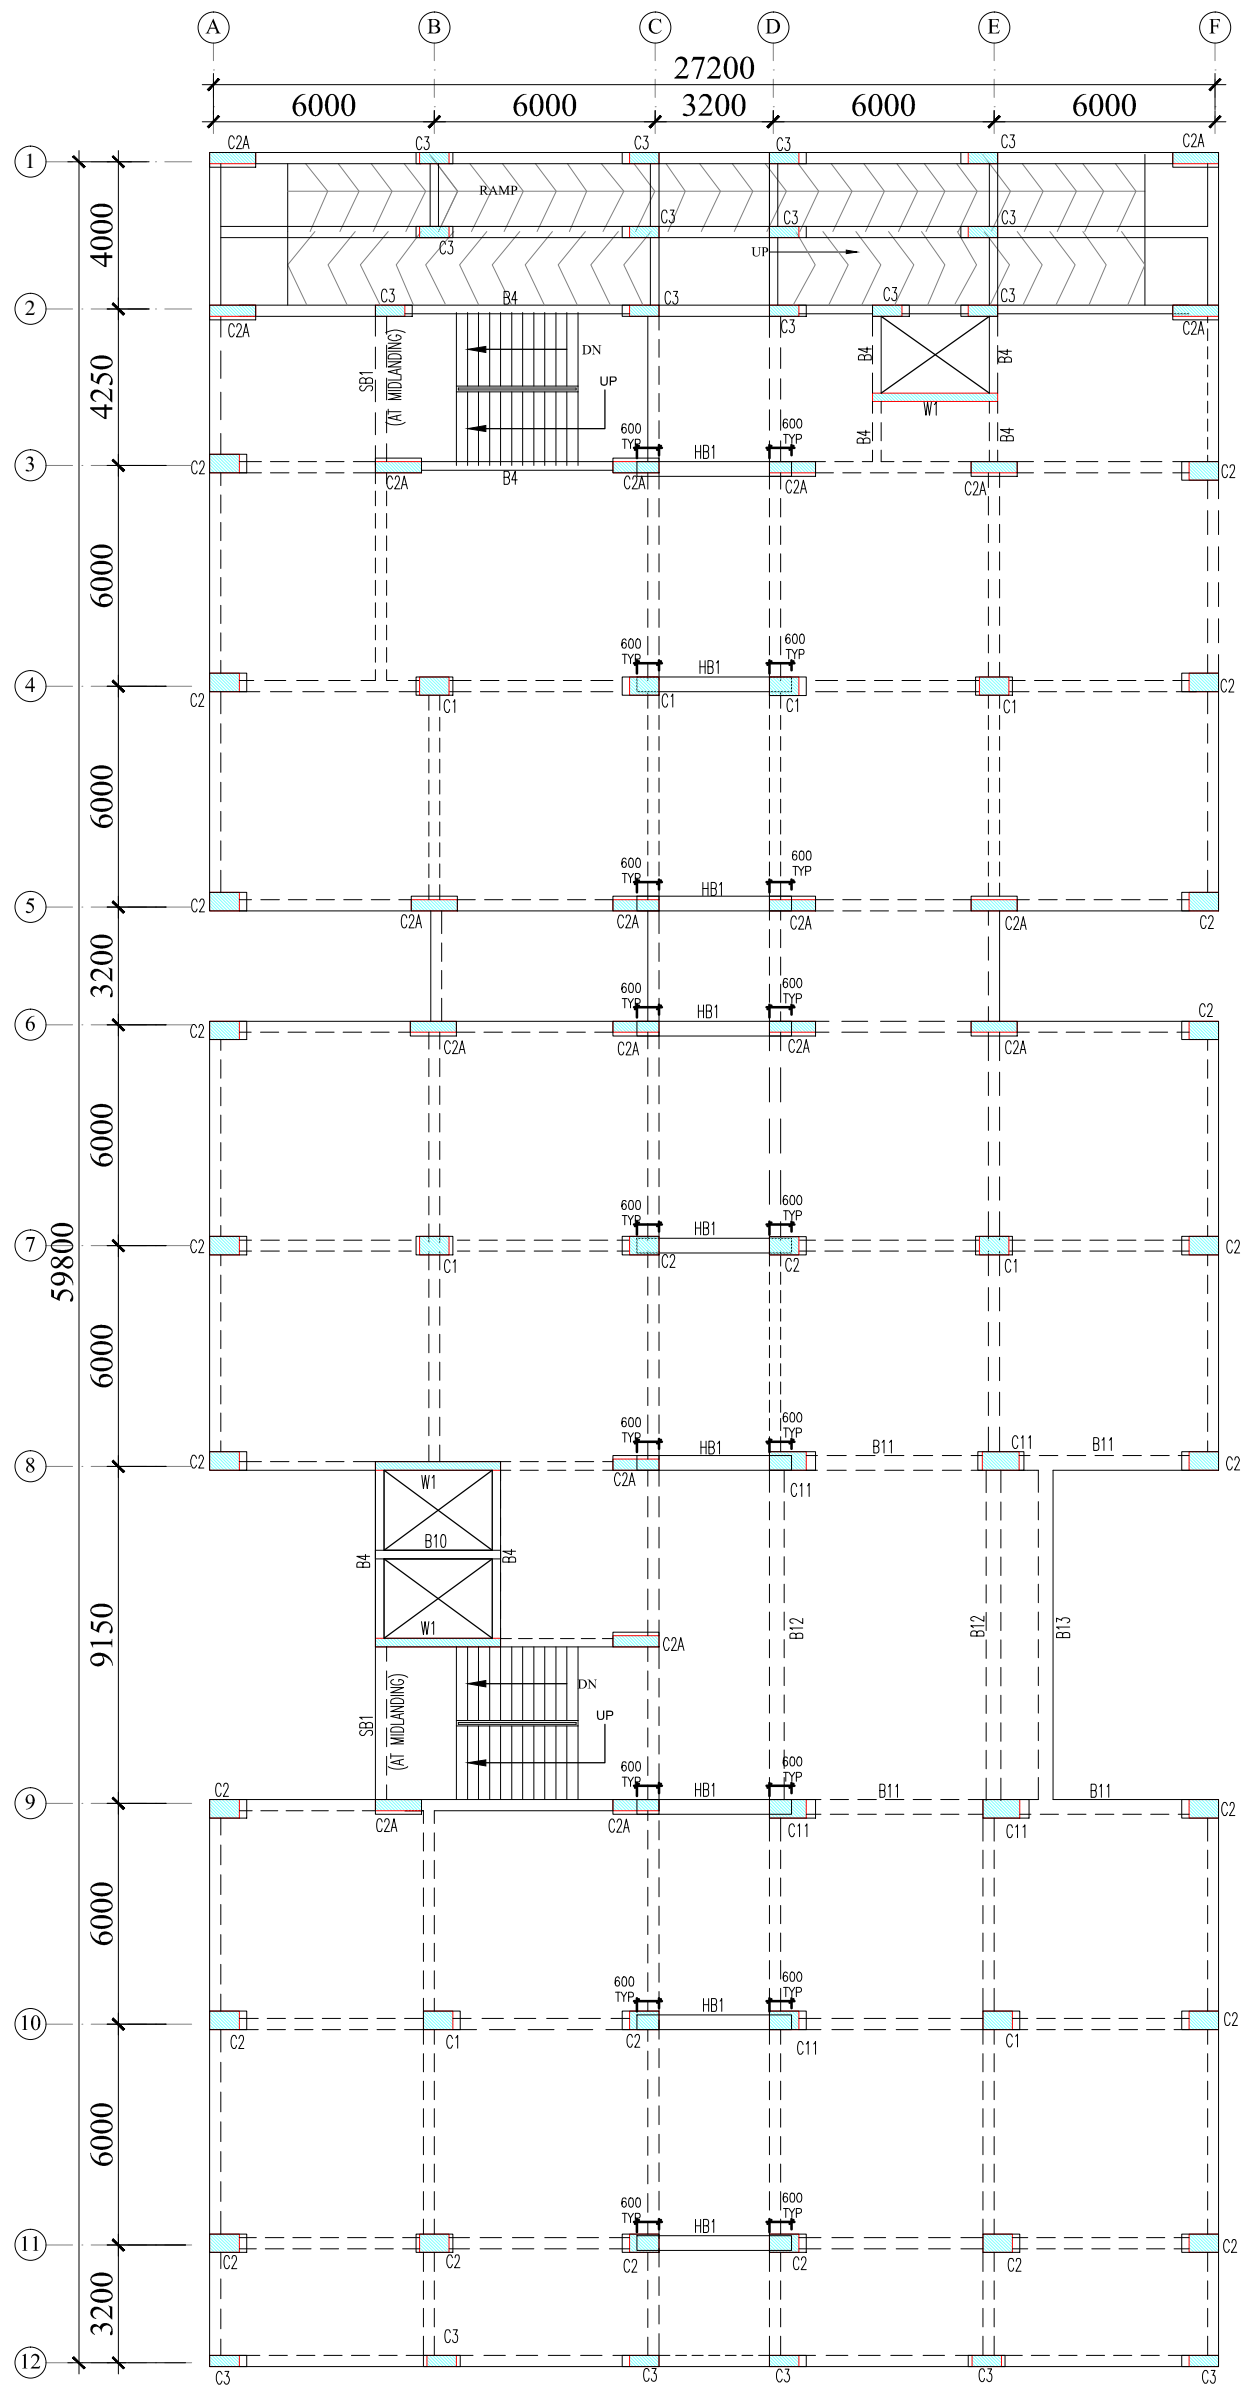 A B C D E F
27200
6000 6000 3200 6000 6000
C2A C3 C3 C3 C3 C2A
1
RAMP
4000
C3 C3 C3
C3
UP
2
C3 B4 C3 C3 C3
C2A C3 C2A
4250
SB1
(AT MIDLANDING)
DN
UP
B4 B4
W1
B4 B4
600
TYP
600
TYP
HB1
3
C2 C2
C2A B4 C2A C2A C2A
6000
600
TYP
600
TYP
HB1
4
C2 C2
C1 C1 C1 C1
6000
600
TYP
600
TYP
HB1
5
C2
C2A C2A C2A C2A C2
3200
600
TYP
600
TYP
HB1
C2
6
C2
C2A C2A C2A C2A
6000
600
TYP
600
TYP
HB1
7
C2 C2
C1 C2 C2 C1
59800
6000
600
TYP
600
TYP
HB1 B11 C11 B11
8
C2 C2
W1 C2A C11
B10
B4 B4
9150
W1
C2A
B12 B12 B13
SB1
(AT MIDLANDING)
DN
UP
600
TYP
600
TYP
C2 HB1 B11 B11
9
C2
C2A C2A C11 C11
6000
600
TYP
600
TYP
HB1
10
C2
C2 C1 C2 C11 C1
6000
600
TYP
600
TYP
HB1
11
C2
C2 C2 C2 C2 C2
3200
C3
12
C3 C3 C3 C3 C3